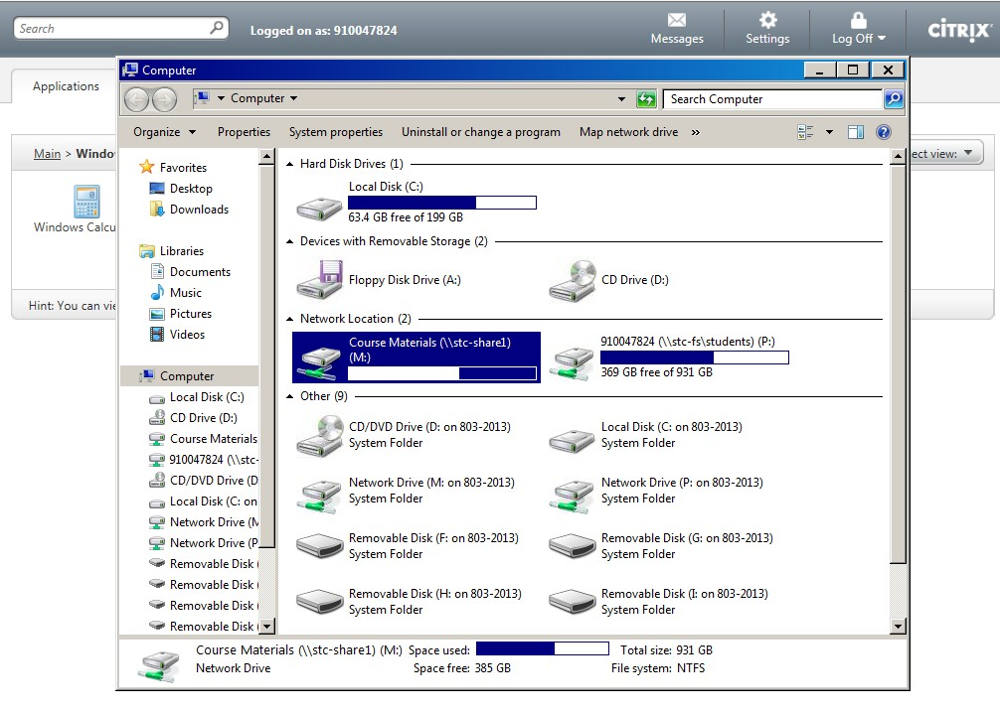 Search
Logged on as: 910047824
Messages
Settings
Log Off
CITRIX
Applications
Main > Windo
ect view:
Windows Calcu
Hint: You can vie
Computer
Computer
Search Computer
Organize
Properties
System properties
Uninstall or change a program
Map network drive
»
Favorites
Desktop
Downloads
Libraries
Documents
Music
Pictures
Videos
Computer
Local Disk (C:)
CD Drive (D:)
Course Materials
910047824 (\\stc-
CD/DVD Drive (D
Local Disk (C: on
Network Drive (M
Network Drive (P
Removable Disk (
Removable Disk (
Removable Disk (
Removable Disk (
Hard Disk Drives (1)
Local Disk (C:)
63.4 GB free of 199 GB
Devices with Removable Storage (2)
Floppy Disk Drive (A:)
CD Drive (D:)
Network Location (2)
Course Materials (\\stc-share1)
(M:)
910047824 (\\stc-fs\students) (P:)
369 GB free of 931 GB
Other (9)
CD/DVD Drive (D: on 803-2013)
System Folder
Local Disk (C: on 803-2013)
System Folder
Network Drive (M: on 803-2013)
System Folder
Network Drive (P: on 803-2013)
System Folder
Removable Disk (F: on 803-2013)
System Folder
Removable Disk (G: on 803-2013)
System Folder
Removable Disk (H: on 803-2013)
System Folder
Removable Disk (I: on 803-2013)
System Folder
Course Materials (\\stc-share1) (M:) Space used: Total size: 931 GB
Network Drive Space free: 385 GB File system: NTFS